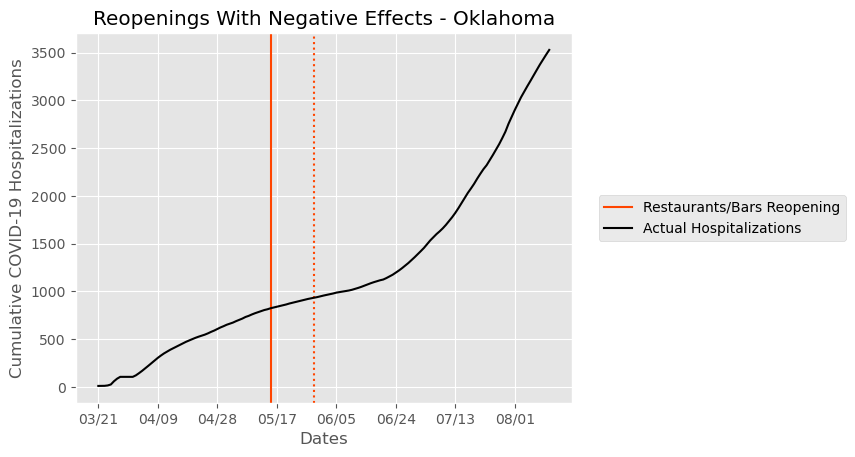 Reopenings With Negative Effects - Oklahoma
Cumulative COVID-19 Hospitalizations
3500
3000
2500
2000
1500
1000
500
0
03/21 04/09 04/28 05/17 06/05 06/24 07/13 08/01
Dates
Restaurants/Bars Reopening
Actual Hospitalizations